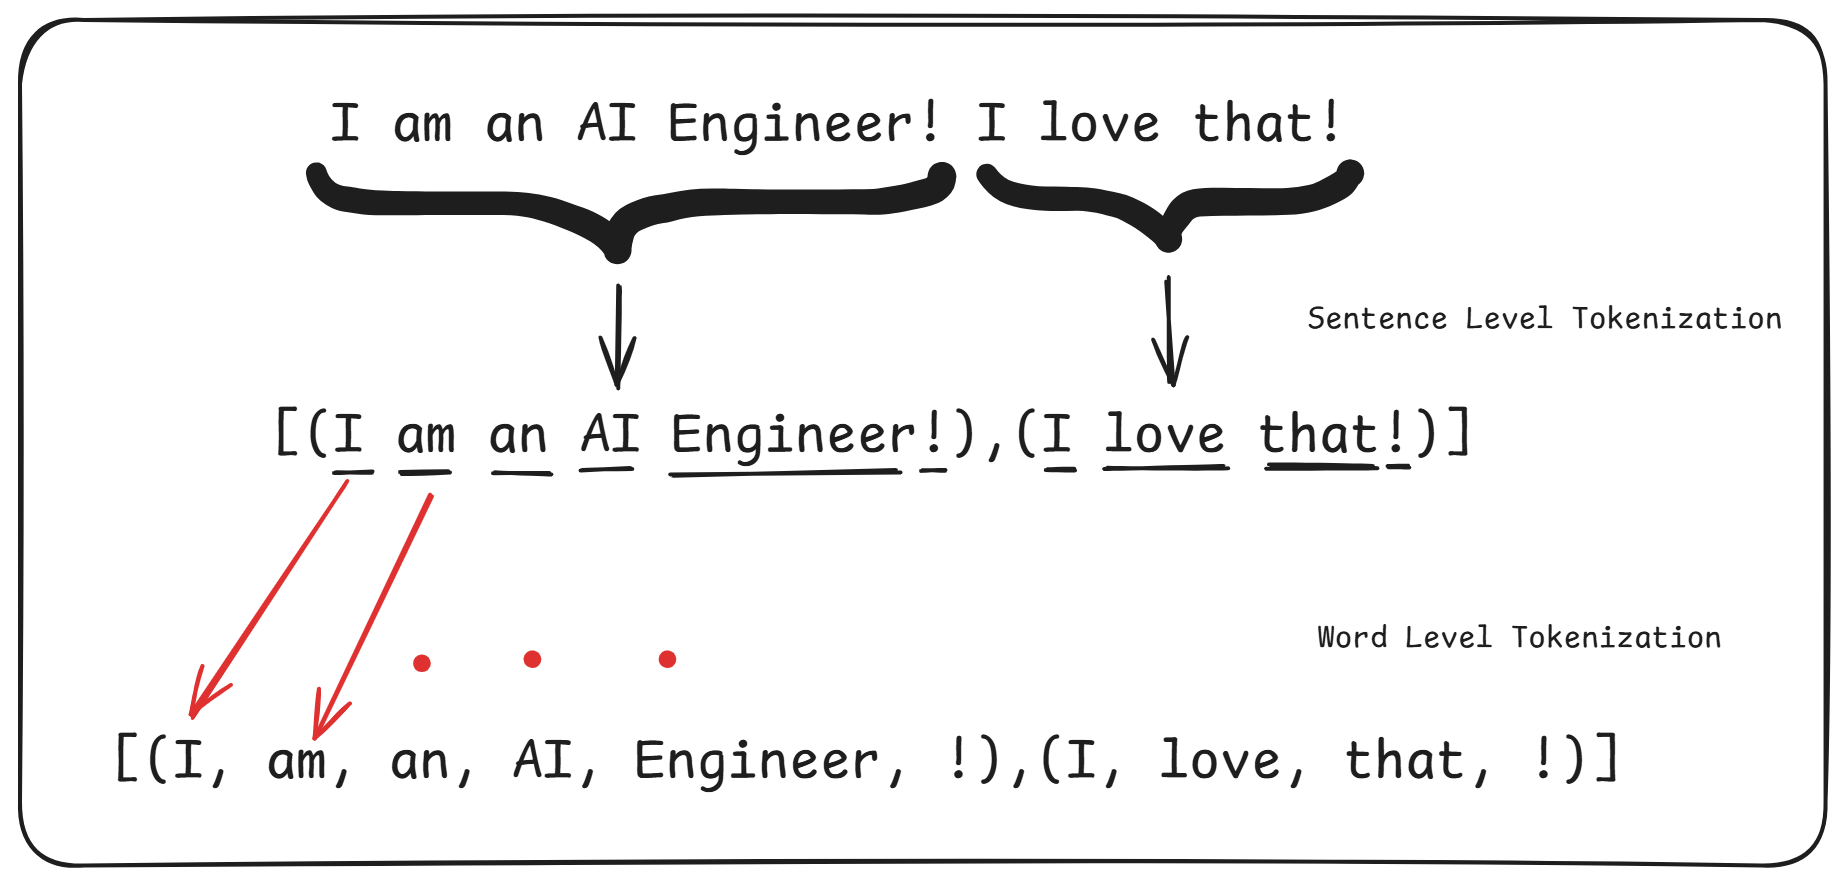 I am an AI Engineer! I love that!
Sentence Level Tokenization
[(I am an AI Engineer!),(I love that!)]
Word Level Tokenization
[(I, am, an, AI, Engineer, !),(I, love, that, !)]